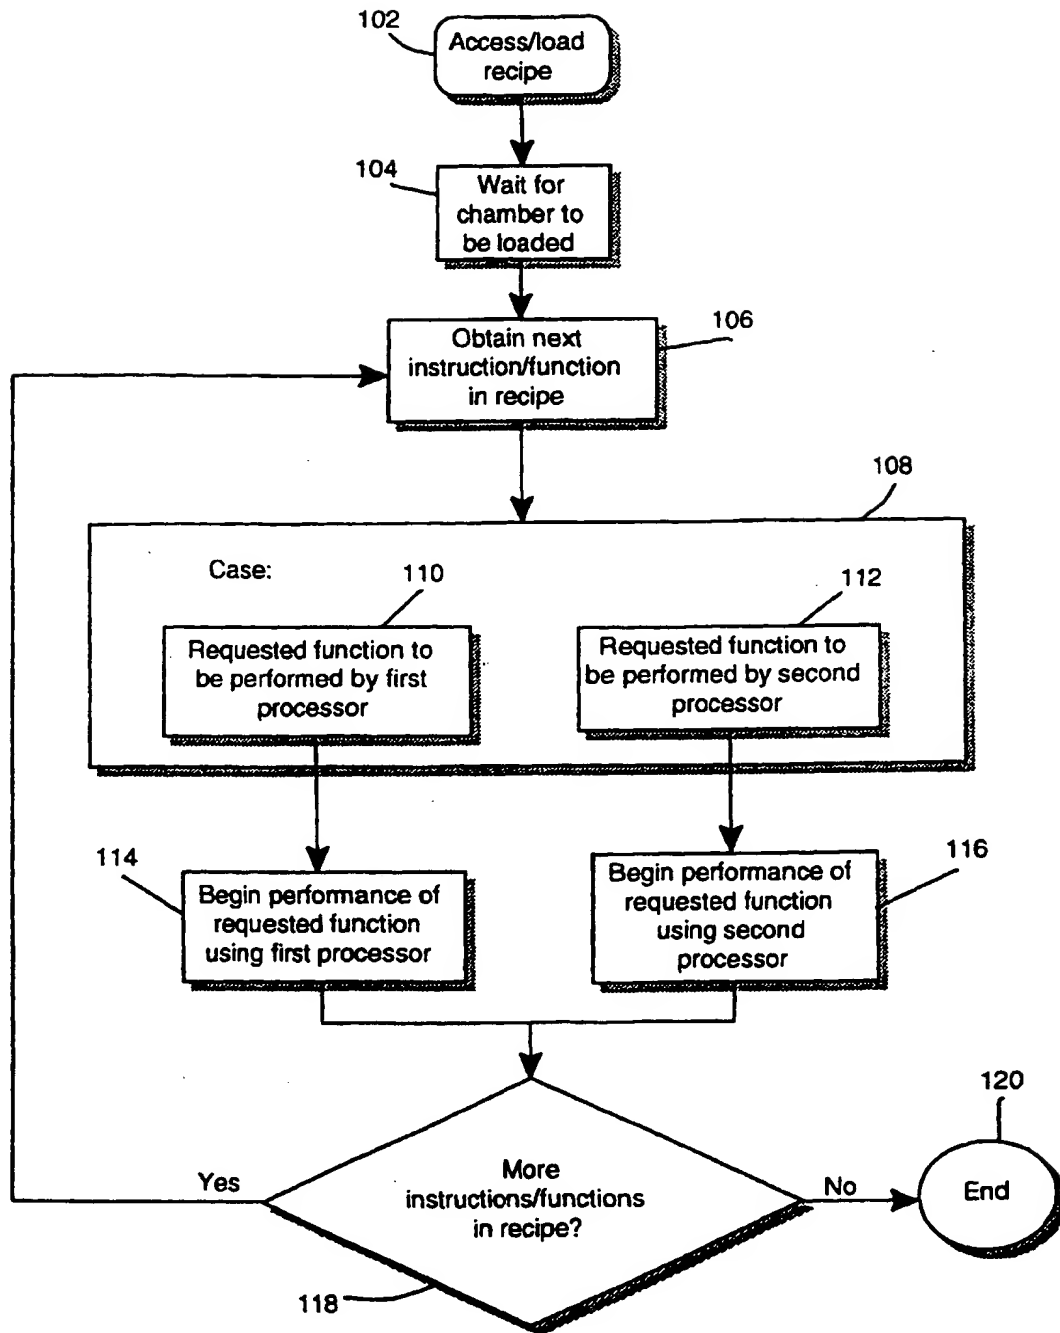 102
Access/load
recipe
104
Wait for
chamber to
be loaded
106
Obtain next
instruction/function
in recipe
108
Case:
110
112
Requested function to
be performed by first
processor
Requested function to
be performed by second
processor
114
Begin performance of
requested function
using first processor
116
Begin performance of
requested function
using second
processor
118
More
instructions/functions
in recipe?
Yes
No
120
End